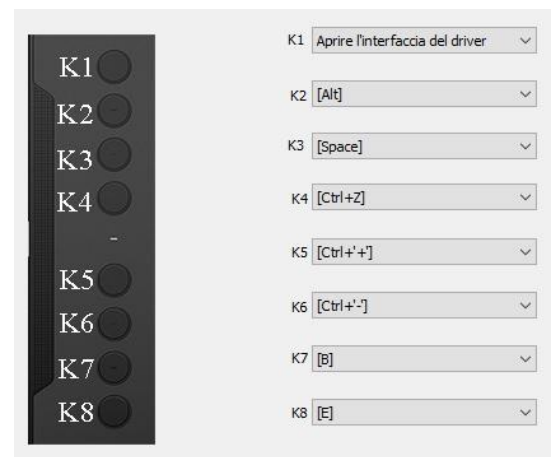 K1
K2
K3
K4
K5
K6
K7
K8
K1 Aprire l'interfaccia del driver
K2 [Alt]
K3 [Space]
K4 [Ctrl+Z]
K5 [Ctrl+'+']
K6 [Ctrl+'-']
K7 [B]
K8 [E]